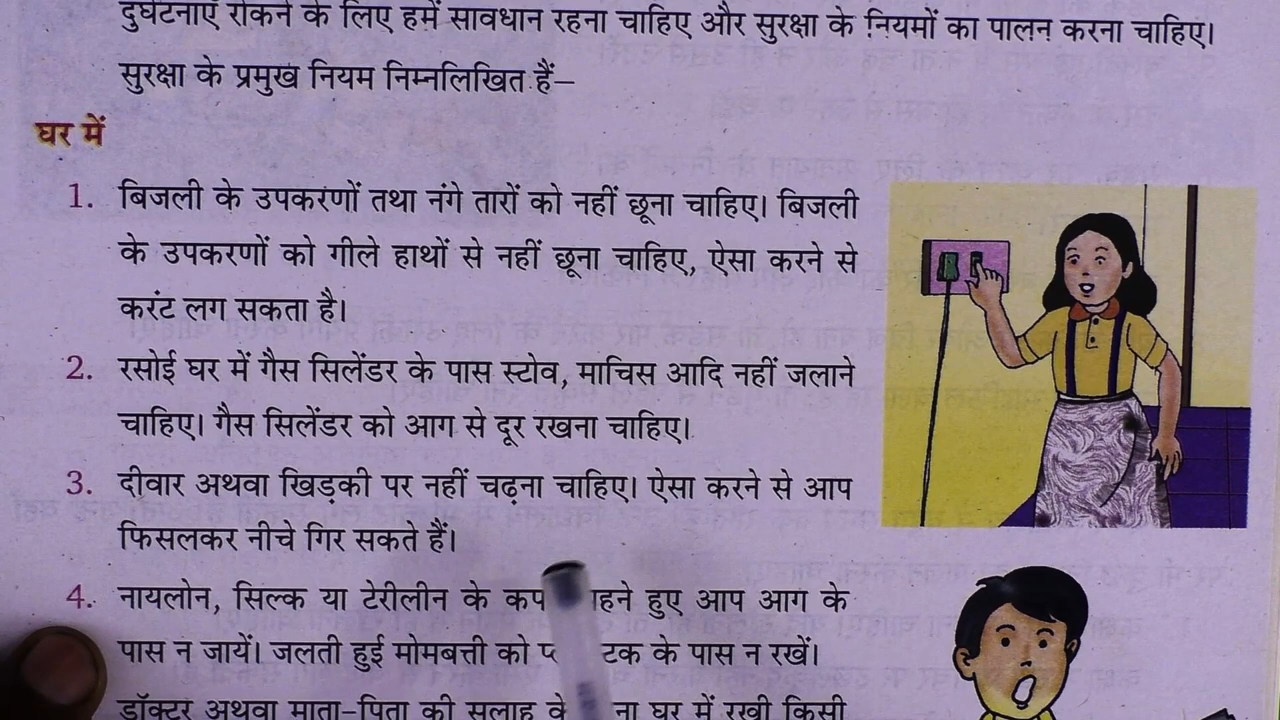 दुर्घटनाएँ रोकने के लिए हमें सावधान रहना चाहिए और सुरक्षा के नियमों का पालन करना चाहिए।
सुरक्षा के प्रमुख नियम निम्नलिखित हैं–
घर में
1. बिजली के उपकरणों तथा नंगे तारों को नहीं छूना चाहिए। बिजली
के उपकरणों को गीले हाथों से नहीं छूना चाहिए, ऐसा करने से
करंट लग सकता है।
2. रसोई घर में गैस सिलेंडर के पास स्टोव, माचिस आदि नहीं जलाने
चाहिए। गैस सिलेंडर को आग से दूर रखना चाहिए।
3. दीवार अथवा खिड़की पर नहीं चढ़ना चाहिए। ऐसा करने से आप
फिसलकर नीचे गिर सकते हैं।
4. नायलोन, सिल्क या टेरीलीन के हुए आप आग के
पास न जायें। जलती हुई मोमबत्ती को के पास न रखें।
डॉक्टर अथवा माता-पिता की सलाह घर में रखी किसी